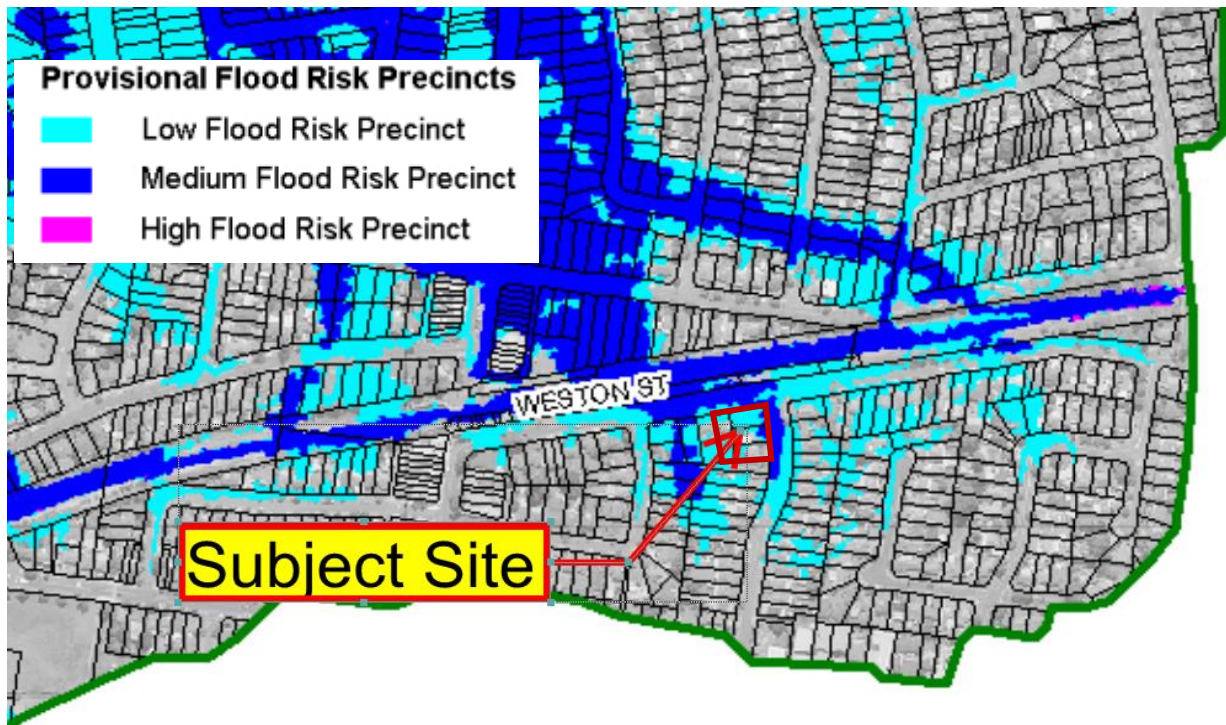 Provisional Flood Risk Precincts
Low Flood Risk Precinct
Medium Flood Risk Precinct
High Flood Risk Precinct
WESTON ST
Subject Site